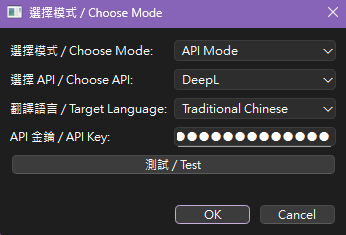 選擇模式 / Choose Mode
選擇模式 / Choose Mode: API Mode
選擇 API / Choose API: DeepL
翻譯語言 / Target Language: Traditional Chinese
API 金鑰 / API Key: ●●●●●●●●●●●●●
測試 / Test
OK Cancel